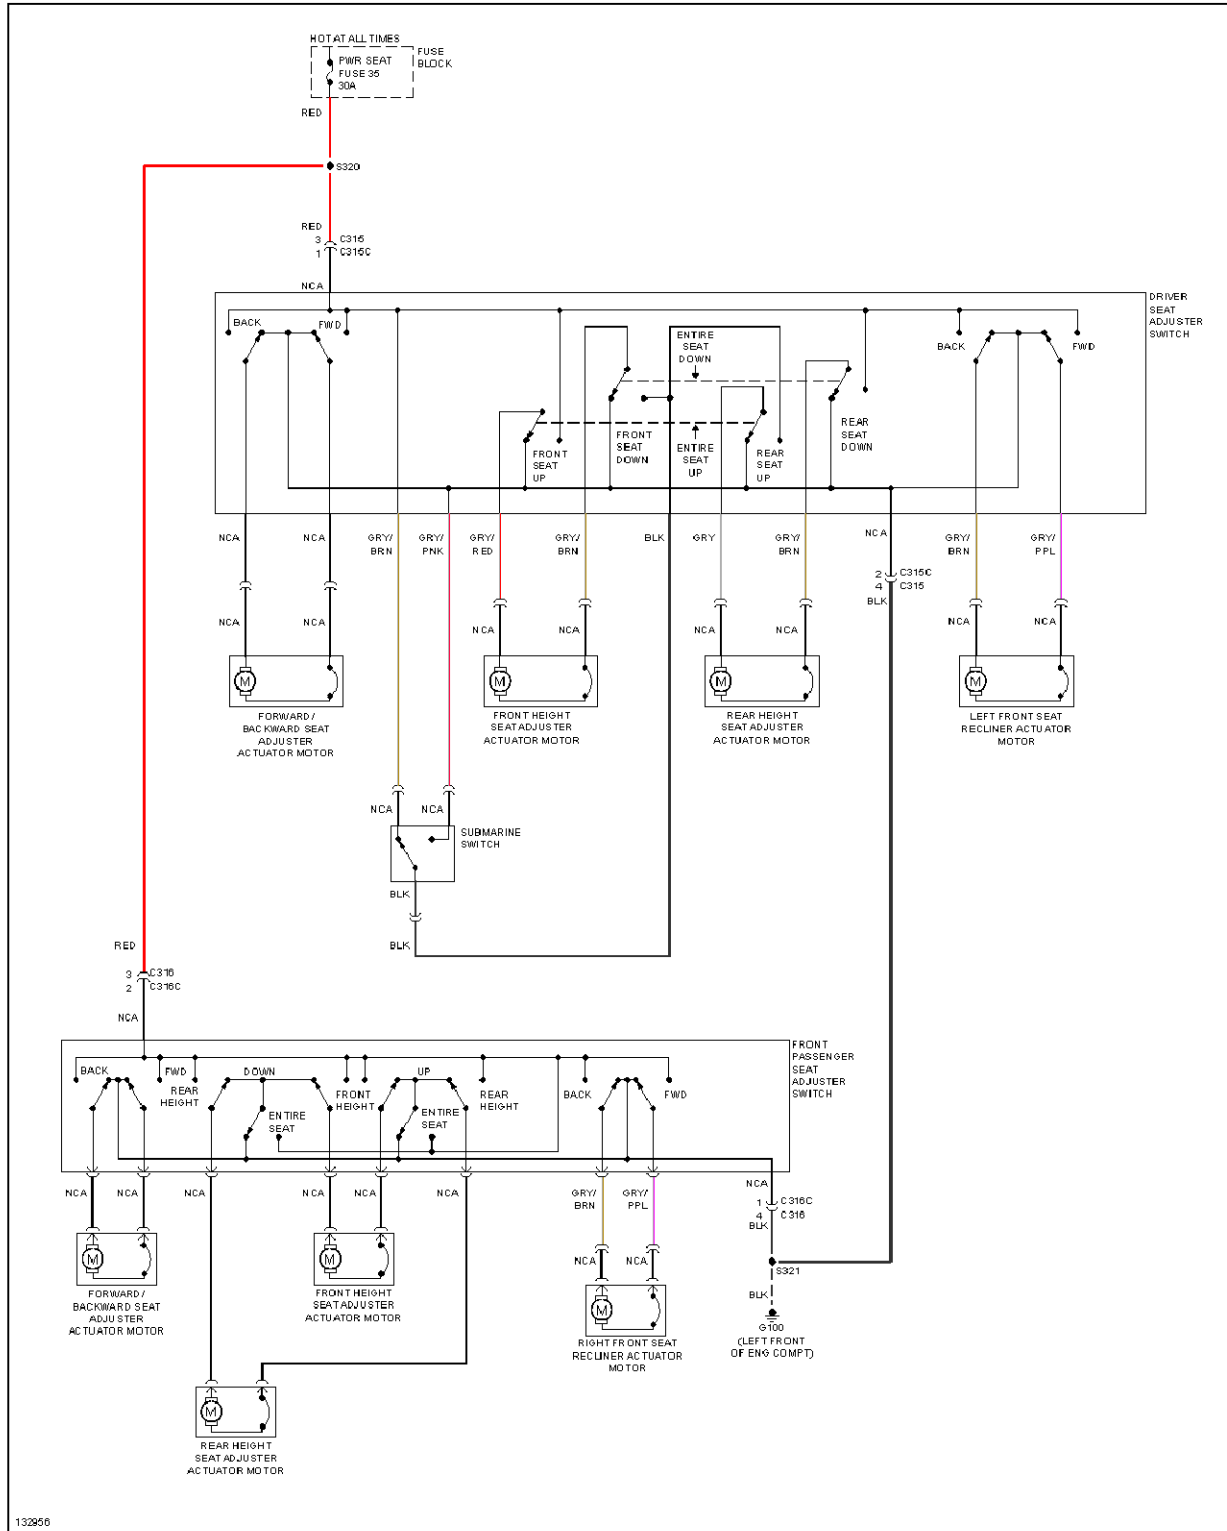 HOT AT ALL TIMES
PWR SEAT
FUSE 35
30A
FUSE
BLOCK
RED
S320
RED
3 C315
1 C315C
NCA
DRIVER
SEAT
ADJUSTER
SWITCH
BACK
FWD
ENTIRE
SEAT
DOWN
BACK
FWD
FRONT
SEAT
UP
FRONT
SEAT
DOWN
ENTIRE
SEAT
UP
REAR
SEAT
UP
REAR
SEAT
DOWN
NCA
NCA
GRY/
BRN
GRY/
PNK
GRY/
RED
GRY/
BRN
BLK
GRY
GRY/
BRN
NCA
GRY/
BRN
GRY/
PPL
2 C315C
4 C315
BLK
NCA
NCA
NCA
NCA
NCA
NCA
NCA
NCA
M
M
M
M
FORWARD/
BACKWARD SEAT
ADJUSTER
ACTUATOR MOTOR
FRONT HEIGHT
SEAT ADJUSTER
ACTUATOR MOTOR
REAR HEIGHT
SEAT ADJUSTER
ACTUATOR MOTOR
LEFT FRONT SEAT
RECLINER ACTUATOR
MOTOR
NCA
NCA
SUBMARINE
SWITCH
BLK
BLK
RED
3 C316
2 C316C
NCA
FRONT
PASSENGER
SEAT
ADJUSTER
SWITCH
BACK
FWD
REAR
HEIGHT
DOWN
ENTIRE
SEAT
FRONT
HEIGHT
UP
ENTIRE
SEAT
REAR
HEIGHT
BACK
FWD
NCA
NCA
NCA
NCA
NCA
NCA
GRY/
BRN
GRY/
PPL
NCA
1 C316C
4 C316
BLK
NCA
NCA
S321
BLK
G100
(LEFT FRONT
OF ENG COMPT)
M
M
M
FORWARD/
BACKWARD SEAT
ADJUSTER
ACTUATOR MOTOR
FRONT HEIGHT
SEAT ADJUSTER
ACTUATOR MOTOR
RIGHT FRONT SEAT
RECLINER ACTUATOR
MOTOR
M
REAR HEIGHT
SEAT ADJUSTER
ACTUATOR MOTOR
132956